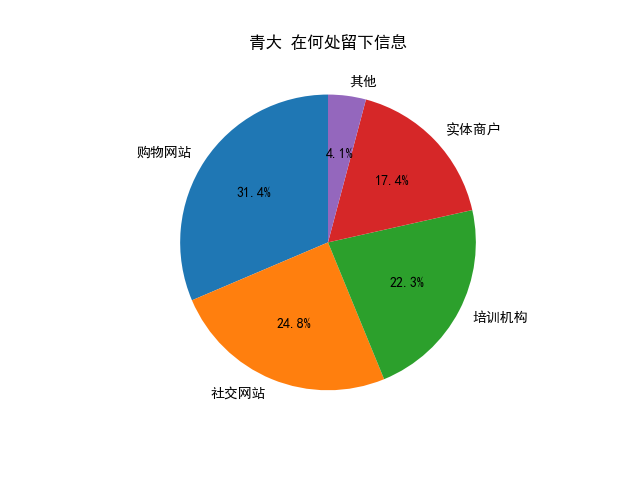 青大 在何处留下信息
其他
实体商户
购物网站
4.1%
17.4%
31.4%
22.3%
培训机构
24.8%
社交网站